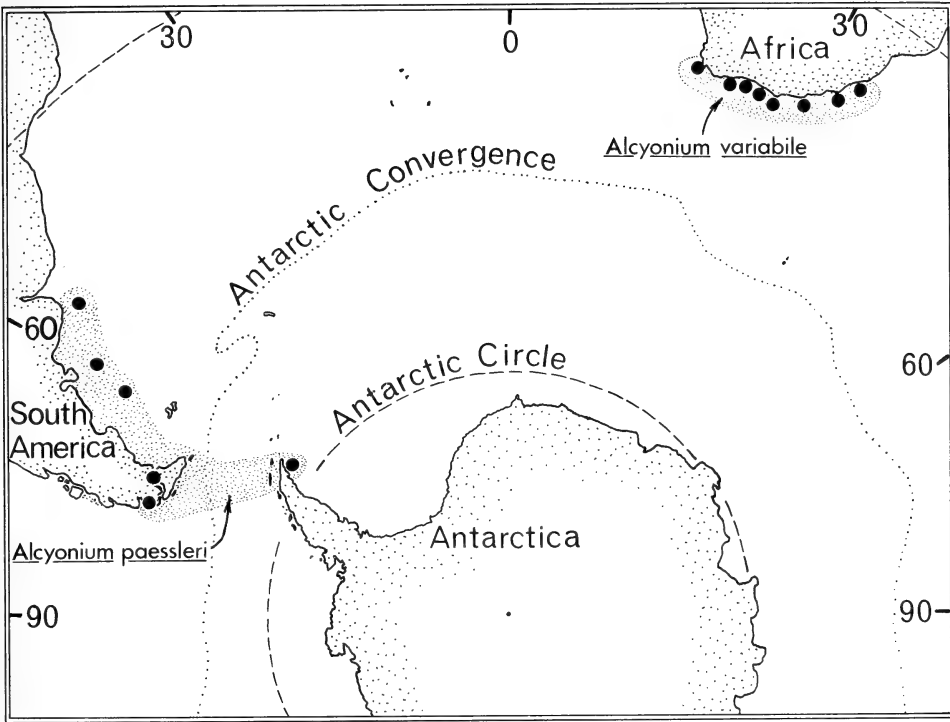 30
0
30
Africa
Alcyonium variabile
Antarctic Convergence
60
Antarctic Circle
60
South
America
Alcyonium paessleri
Antarctica
90
90